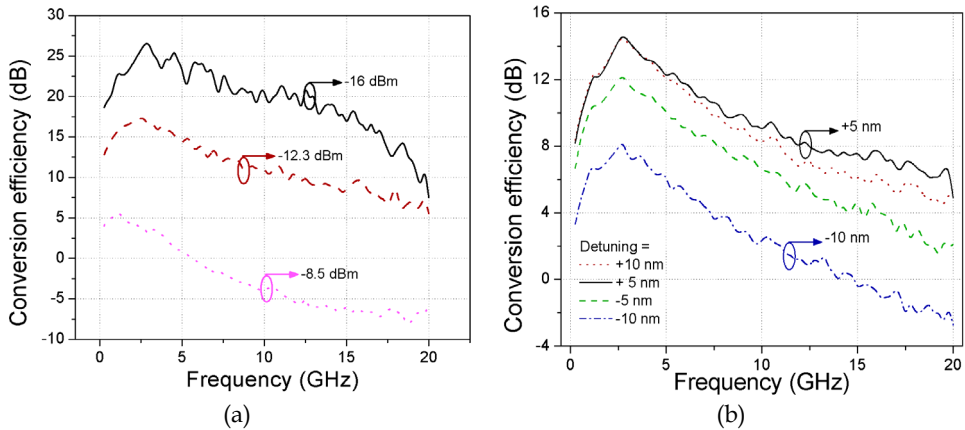 30
25
20
15
10
5
0
-5
-10
Conversion efficiency (dB)
-16 dBm
-12.3 dBm
-8.5 dBm
0
5
10
15
20
Frequency (GHz)
(a)
16
12
8
4
0
-4
Conversion efficiency (dB)
+5 nm
-10 nm
Detuning =
+10 nm
+ 5 nm
-5 nm
-10 nm
0
5
10
15
20
Frequency (GHz)
(b)